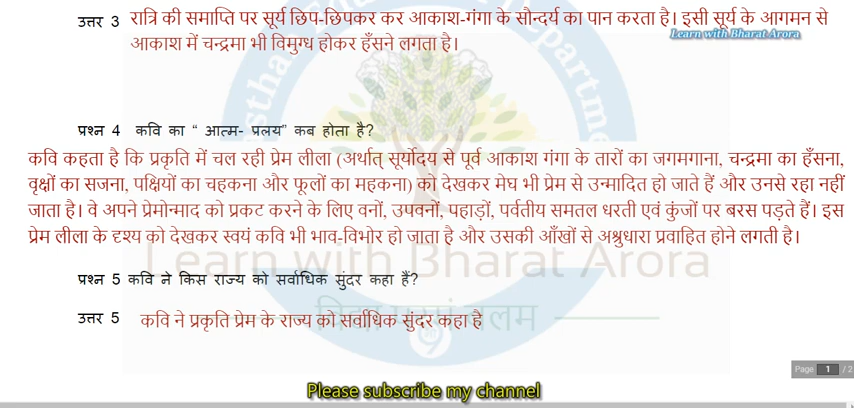 उत्तर 3 रात्रि की समाप्ति पर सूर्य छिप-छिपकर कर आकाश-गंगा के सौन्दर्य का पान करता है। इसी सूर्य के आगमन से
Learn with Bharat Arora
आकाश में चन्द्रमा भी विमुग्ध होकर हँसने लगता है।
प्रश्न 4 कवि का “ आत्म- प्रलय” कब होता है?
कवि कहता है कि प्रकृति में चल रही प्रेम लीला (अर्थात् सूर्योदय से पूर्व आकाश गंगा के तारों का जगमगाना, चन्द्रमा का हँसना,
वृक्षों का सजना, पक्षियों का चहकना और फूलों का महकना) को देखकर मेघ भी प्रेम से उन्मादित हो जाते हैं और उनसे रहा नहीं
जाता है। वे अपने प्रेमोन्माद को प्रकट करने के लिए वनों, उपवनों, पहाड़ों, पर्वतीय समतल धरती एवं कुंजों पर बरस पड़ते हैं। इस
प्रेम लीला के दृश्य को देखकर स्वयं कवि भी भाव-विभोर हो जाता है और उसकी आँखों से अश्रुधारा प्रवाहित होने लगती है।
Learn with Bharat Arora
प्रश्न 5 कवि ने किस राज्य को सर्वाधिक सुंदर कहा हैं?
उत्तर 5 कवि ने प्रकृति प्रेम के राज्य को सर्वाधिक सुंदर कहा है
Page 1 / 2
Please subscribe my channel